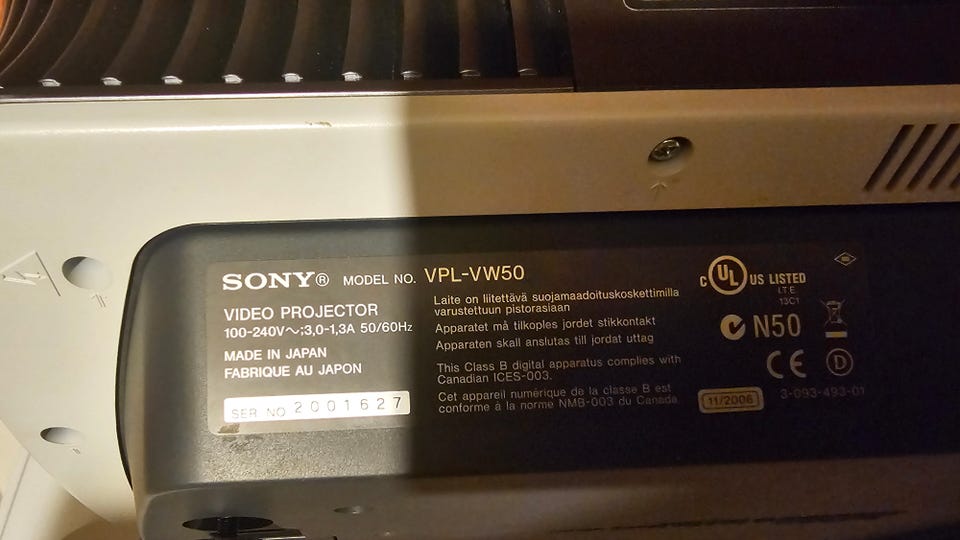 SONY® MODEL NO. VPL-VW50
VIDEO PROJECTOR
100-240V～;3,0-1,3A 50/60Hz
MADE IN JAPAN
FABRIQUE AU JAPON
SER NO 2001627
Laite on liitettävä suojamaadoituskoskettimilla
varustettuun pistorasiaan
Apparatet må tilkoples jordet stikkontakt
Apparaten skall anslutas till jordat uttag
This Class B digital apparatus complies with
Canadian ICES-003.
Cet appareil numérique de la classe B est
conforme à la norme NMB-003 du Canada.
C UL US LISTED
I.T.E
13C1
N50
CE D
11/2006
3-093-493-01